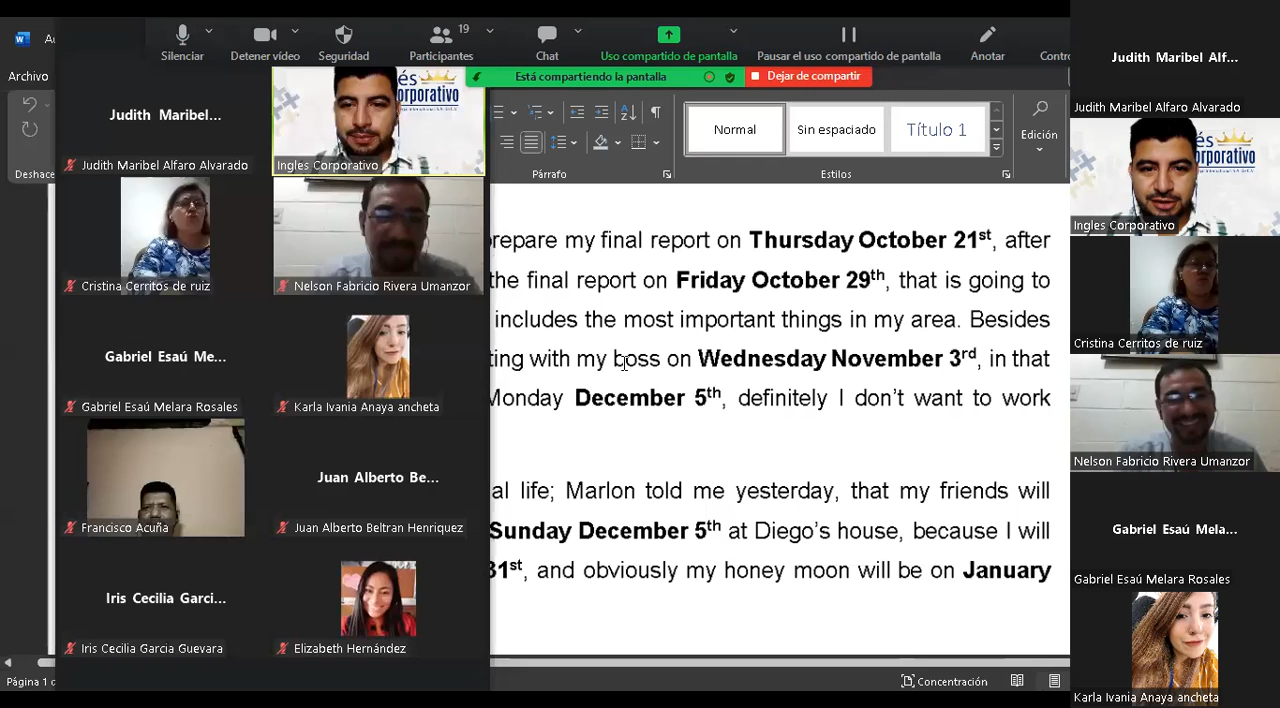 Silenciar
Detener vídeo
Seguridad
19
Participantes
Chat
Uso compartido de pantalla
Pausar el uso compartido de pantalla
Anotar
Contro
Está compartiendo la pantalla
Dejar de compartir
Archivo
Deshace
Normal
Sin espaciado
Título 1
Edición
Párrafo
Estilos
Judith Maribel...
Judith Maribel Alfaro Alvarado
és
orporativo
Ingles Corporativo
Cristina Cerritos de ruiz
Nelson Fabricio Rivera Umanzor
Gabriel Esaú Me...
Gabriel Esaú Melara Rosales
Karla Ivania Anaya ancheta
Francisco Acuña
Juan Alberto Be...
Juan Alberto Beltran Henriquez
Iris Cecilia Garci...
Iris Cecilia Garcia Guevara
Elizabeth Hernández
prepare my final report on Thursday October 21st, after
the final report on Friday October 29th, that is going to
includes the most important things in my area. Besides
ting with my boss on Wednesday November 3rd, in that
Monday December 5th, definitely I don't want to work
al life; Marlon told me yesterday, that my friends will
Sunday December 5th at Diego's house, because I will
31st, and obviously my honey moon will be on January
Página 1
Concentración
Judith Maribel Alf...
Judith Maribel Alfaro Alvarado
és
orporativo
Ingles Corporativo
Cristina Cerritos de ruiz
Nelson Fabricio Rivera Umanzor
Gabriel Esaú Mela...
Gabriel Esaú Melara Rosales
Karla Ivania Anaya ancheta